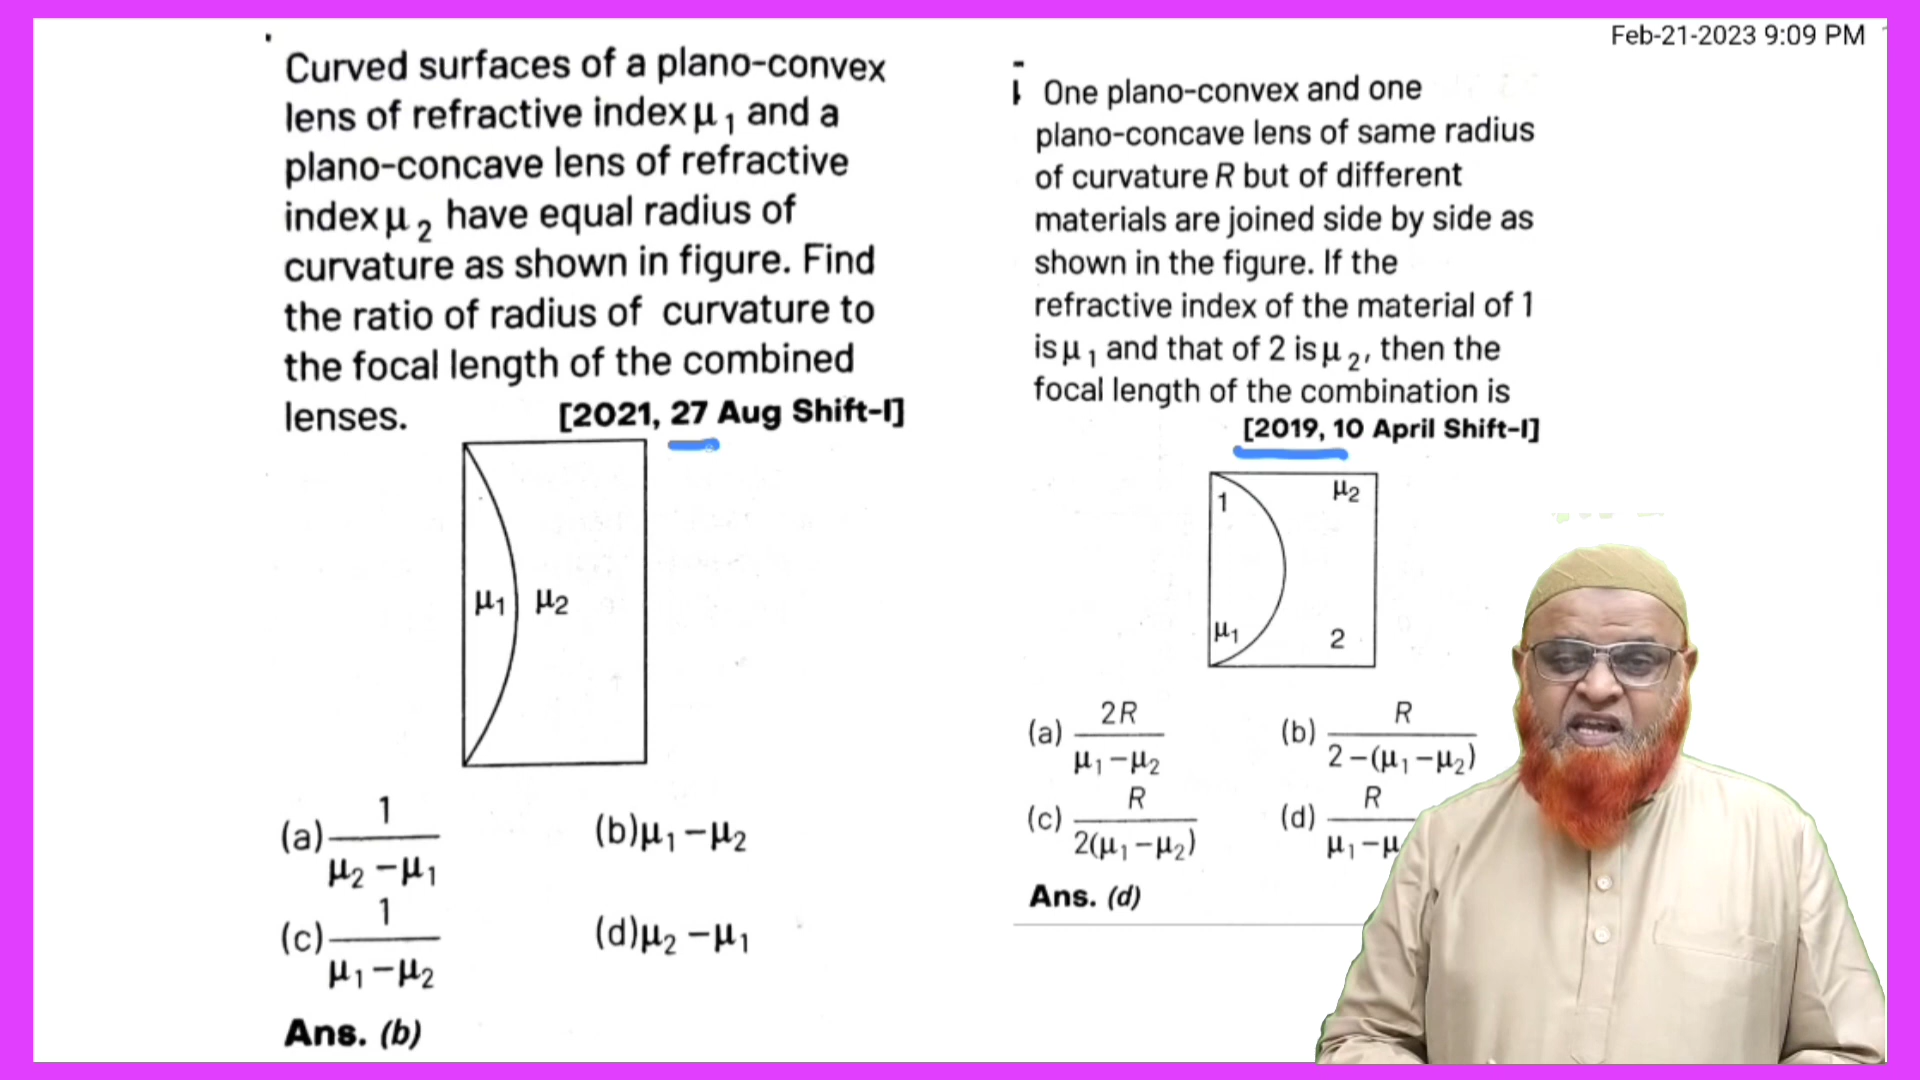 Feb-21-2023 9:09 PM
Curved surfaces of a plano-convex
lens of refractive index μ₁ and a
plano-concave lens of refractive
index μ₂ have equal radius of
curvature as shown in figure. Find
the ratio of radius of curvature to
the focal length of the combined
lenses. [2021, 27 Aug Shift-I]
μ₁ μ₂
(a) 1/(μ₂ − μ₁) (b) μ₁ − μ₂
(c) 1/(μ₁ − μ₂) (d) μ₂ − μ₁
Ans. (b)
One plano-convex and one
plano-concave lens of same radius
of curvature R but of different
materials are joined side by side as
shown in the figure. If the
refractive index of the material of 1
is μ₁ and that of 2 is μ₂, then the
focal length of the combination is
[2019, 10 April Shift-I]
1 μ₂
μ₁ 2
(a) 2R/(μ₁ − μ₂) (b) R/(2 − (μ₁ − μ₂))
(c) R/(2(μ₁ − μ₂)) (d) R/(μ₁ − μ
Ans. (d)